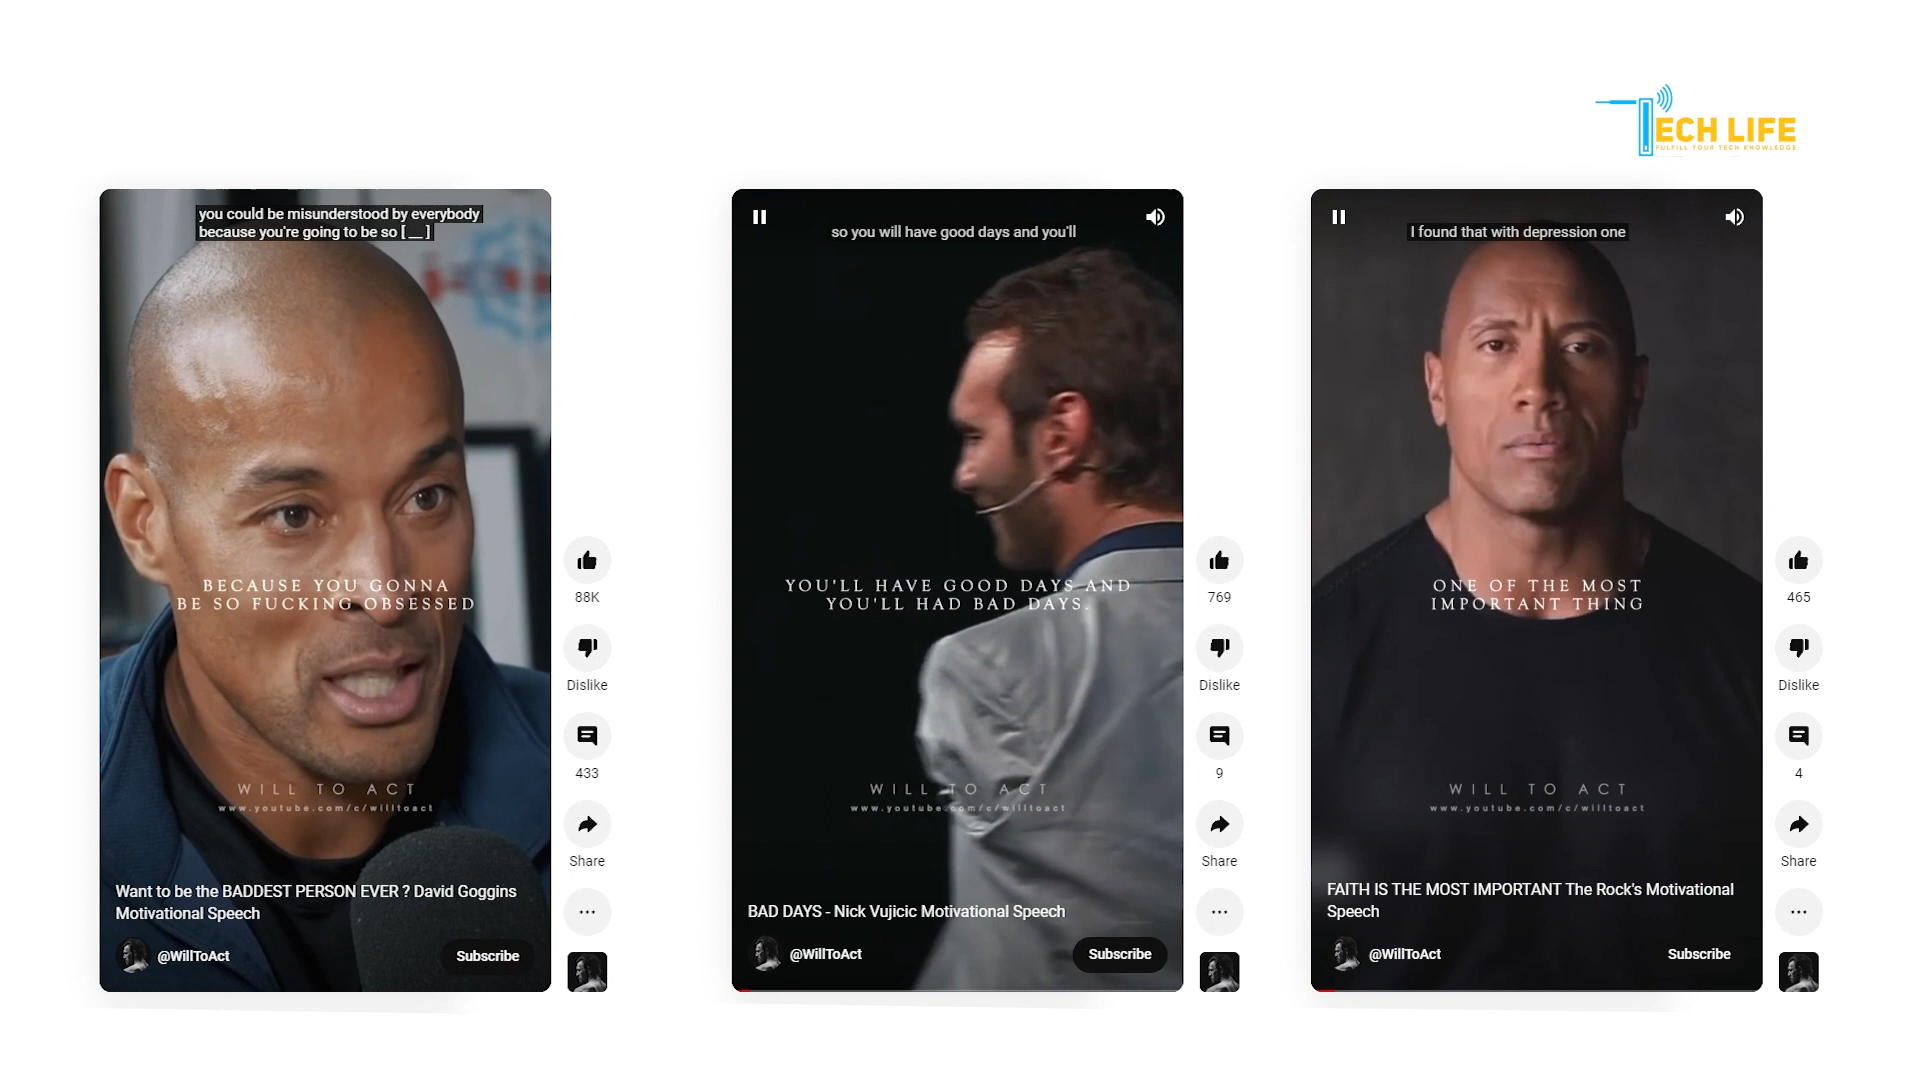 TECH LIFE
FULFILL YOUR TECH KNOWLEDGE
you could be misunderstood by everybody
because you're going to be so [ __ ]
BECAUSE YOU GONNA
BE SO FUCKING OBSESSED
WILL TO ACT
www.youtube.com/c/willtoact
Want to be the BADDEST PERSON EVER ? David Goggins
Motivational Speech
@WillToAct
Subscribe
88K
Dislike
433
Share
so you will have good days and you'll
YOU'LL HAVE GOOD DAYS AND
YOU'LL HAD BAD DAYS.
WILL TO ACT
www.youtube.com/c/willtoact
BAD DAYS - Nick Vujicic Motivational Speech
@WillToAct
Subscribe
769
Dislike
9
Share
I found that with depression one
ONE OF THE MOST
IMPORTANT THING
WILL TO ACT
www.youtube.com/c/willtoact
FAITH IS THE MOST IMPORTANT The Rock's Motivational
Speech
@WillToAct
Subscribe
465
Dislike
4
Share